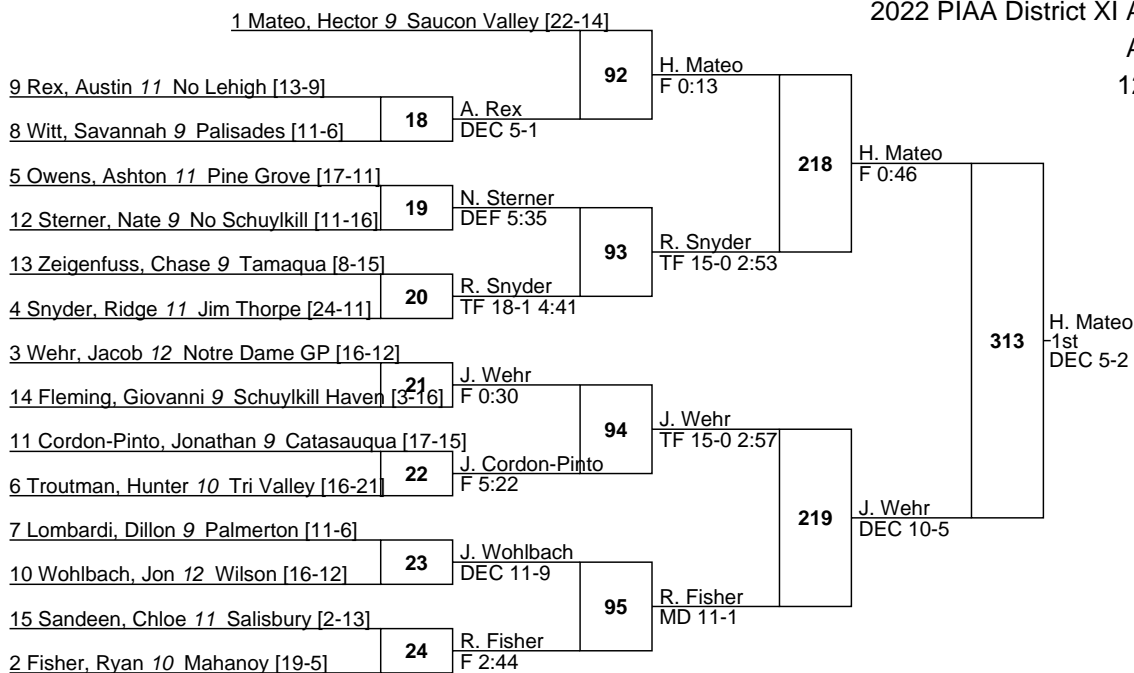 2022 PIAA District XI A
A
12
1 Mateo, Hector 9 Saucon Valley [22-14]
92
H. Mateo
F 0:13
9 Rex, Austin 11 No Lehigh [13-9]
18
A. Rex
DEC 5-1
8 Witt, Savannah 9 Palisades [11-6]
218
H. Mateo
F 0:46
5 Owens, Ashton 11 Pine Grove [17-11]
19
N. Sterner
DEF 5:35
12 Sterner, Nate 9 No Schuylkill [11-16]
93
R. Snyder
TF 15-0 2:53
13 Zeigenfuss, Chase 9 Tamaqua [8-15]
20
R. Snyder
TF 18-1 4:41
4 Snyder, Ridge 11 Jim Thorpe [24-11]
313
H. Mateo
1st
DEC 5-2
3 Wehr, Jacob 12 Notre Dame GP [16-12]
21
J. Wehr
F 0:30
14 Fleming, Giovanni 9 Schuylkill Haven [3-16]
94
J. Wehr
TF 15-0 2:57
11 Cordon-Pinto, Jonathan 9 Catasauqua [17-15]
22
J. Cordon-Pinto
F 5:22
6 Troutman, Hunter 10 Tri Valley [16-21]
219
J. Wehr
DEC 10-5
7 Lombardi, Dillon 9 Palmerton [11-6]
23
J. Wohlbach
DEC 11-9
10 Wohlbach, Jon 12 Wilson [16-12]
95
R. Fisher
MD 11-1
15 Sandeen, Chloe 11 Salisbury [2-13]
24
R. Fisher
F 2:44
2 Fisher, Ryan 10 Mahanoy [19-5]